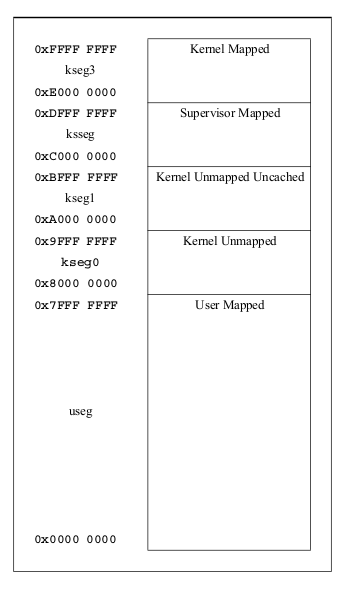 0xFFFF FFFF Kernel Mapped
kseg3
0xE000 0000
0xDFFF FFFF Supervisor Mapped
ksseg
0xC000 0000
0xBFFF FFFF Kernel Unmapped Uncached
kseg1
0xA000 0000
0x9FFF FFFF Kernel Unmapped
kseg0
0x8000 0000
0x7FFF FFFF User Mapped
useg
0x0000 0000